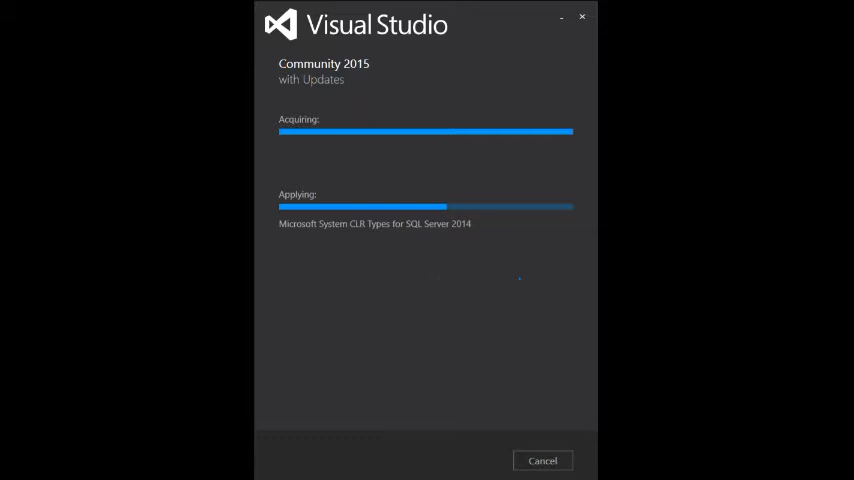 Visual Studio
Community 2015
with Updates
Acquiring:
Applying:
Microsoft System CLR Types for SQL Server 2014
Cancel